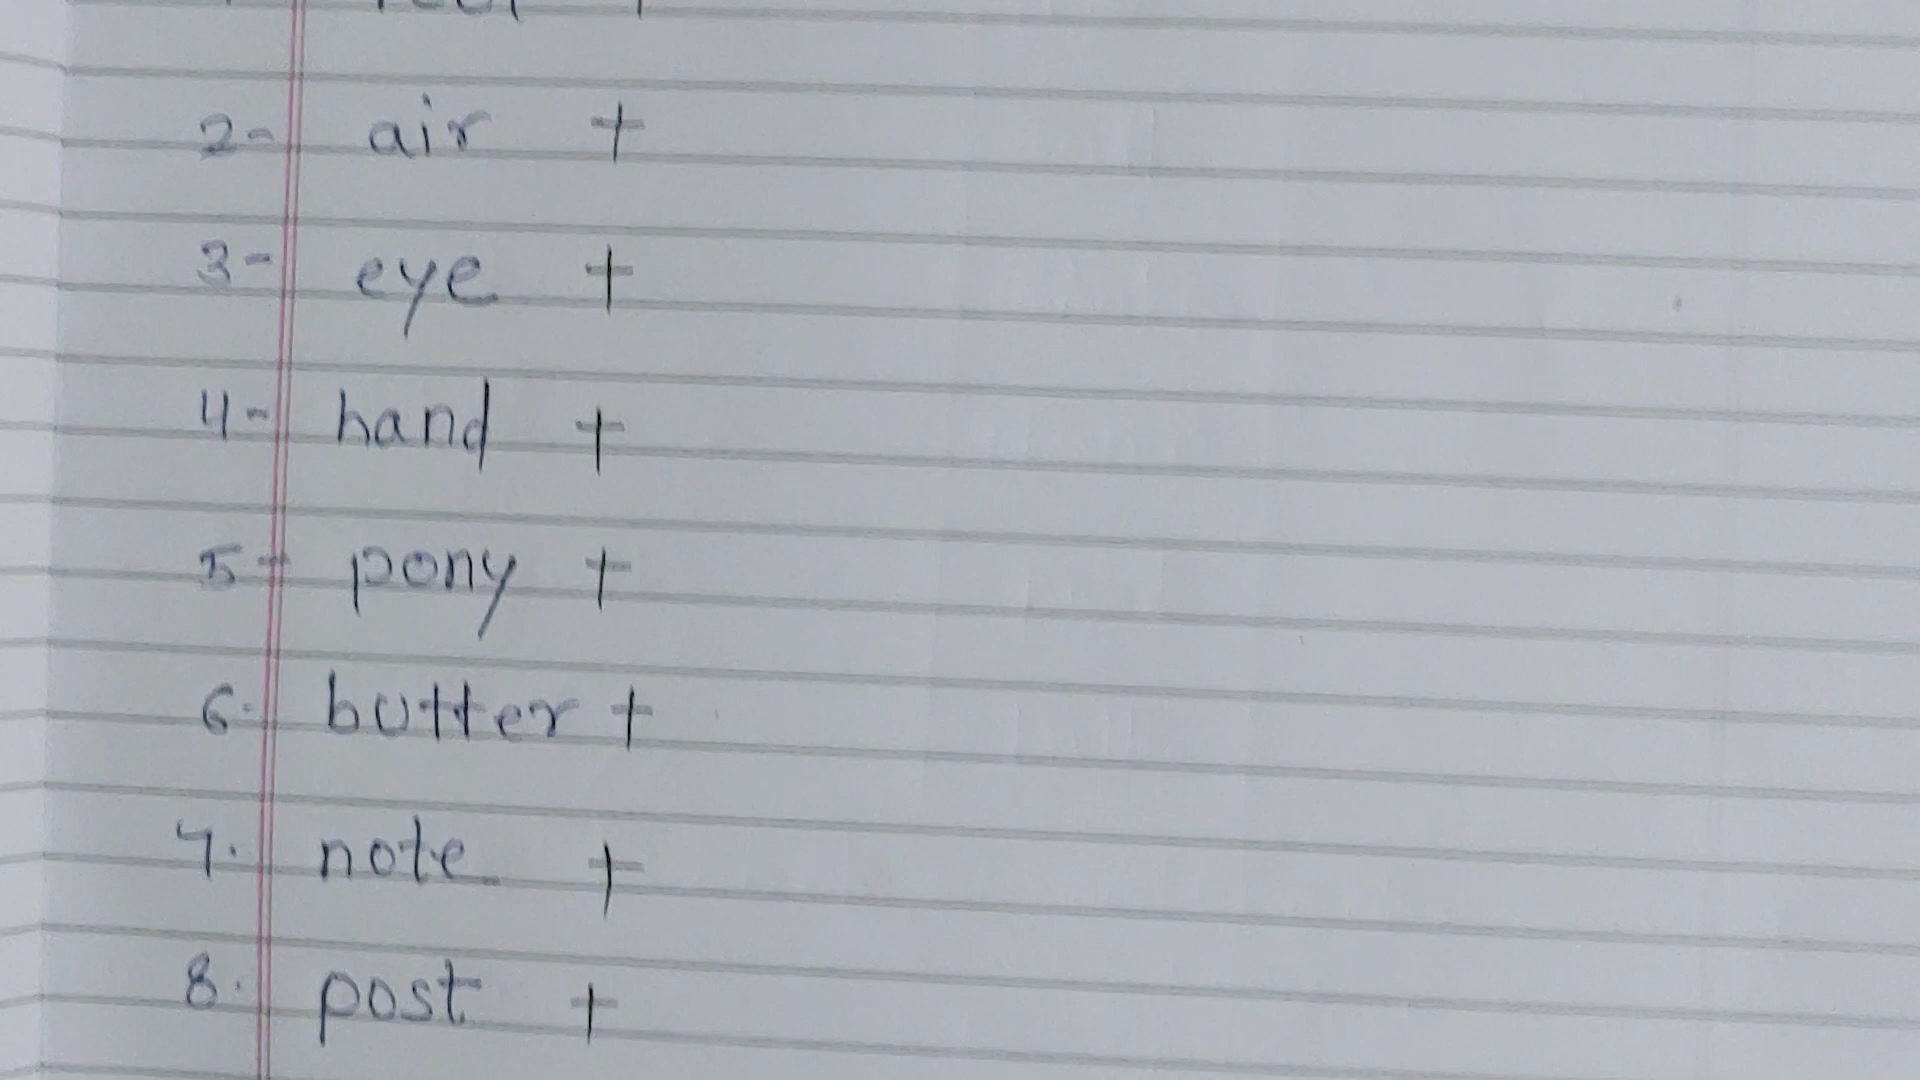 2- air +
3- eye +
4- hand +
5- pony +
6. butter +
7. note +
8. post +